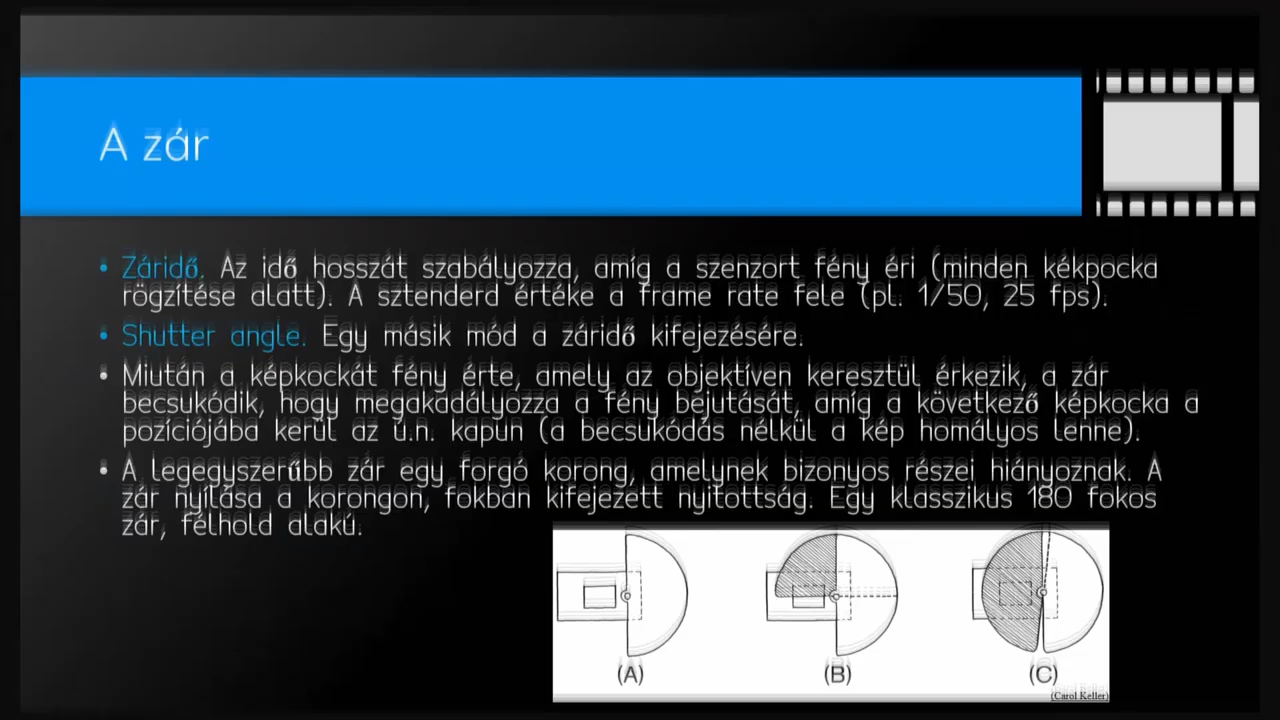 A zár
• Záridő. Az idő hosszát szabályozza, amíg a szenzort fény éri (minden kékpocka
rögzítése alatt). A sztenderd értéke a frame rate fele (pl. 1/50, 25 fps).
• Shutter angle. Egy másik mód a záridő kifejezésére.
• Miután a képkockát fény érte, amely az objektíven keresztül érkezik, a zár
becsukódik, hogy megakadályozza a fény bejutását, amíg a következő képkocka a
pozíciójába kerül az u.n. kapun (a becsukódás nélkül a kép homályos lenne).
• A legegyszerűbb zár egy forgó korong, amelynek bizonyos részei hiányoznak. A
zár nyílása a korongon, fokban kifejezett nyitottság. Egy klasszikus 180 fokos
zár, félhold alakú.
(A) (B) (C)
(Carol Keller)